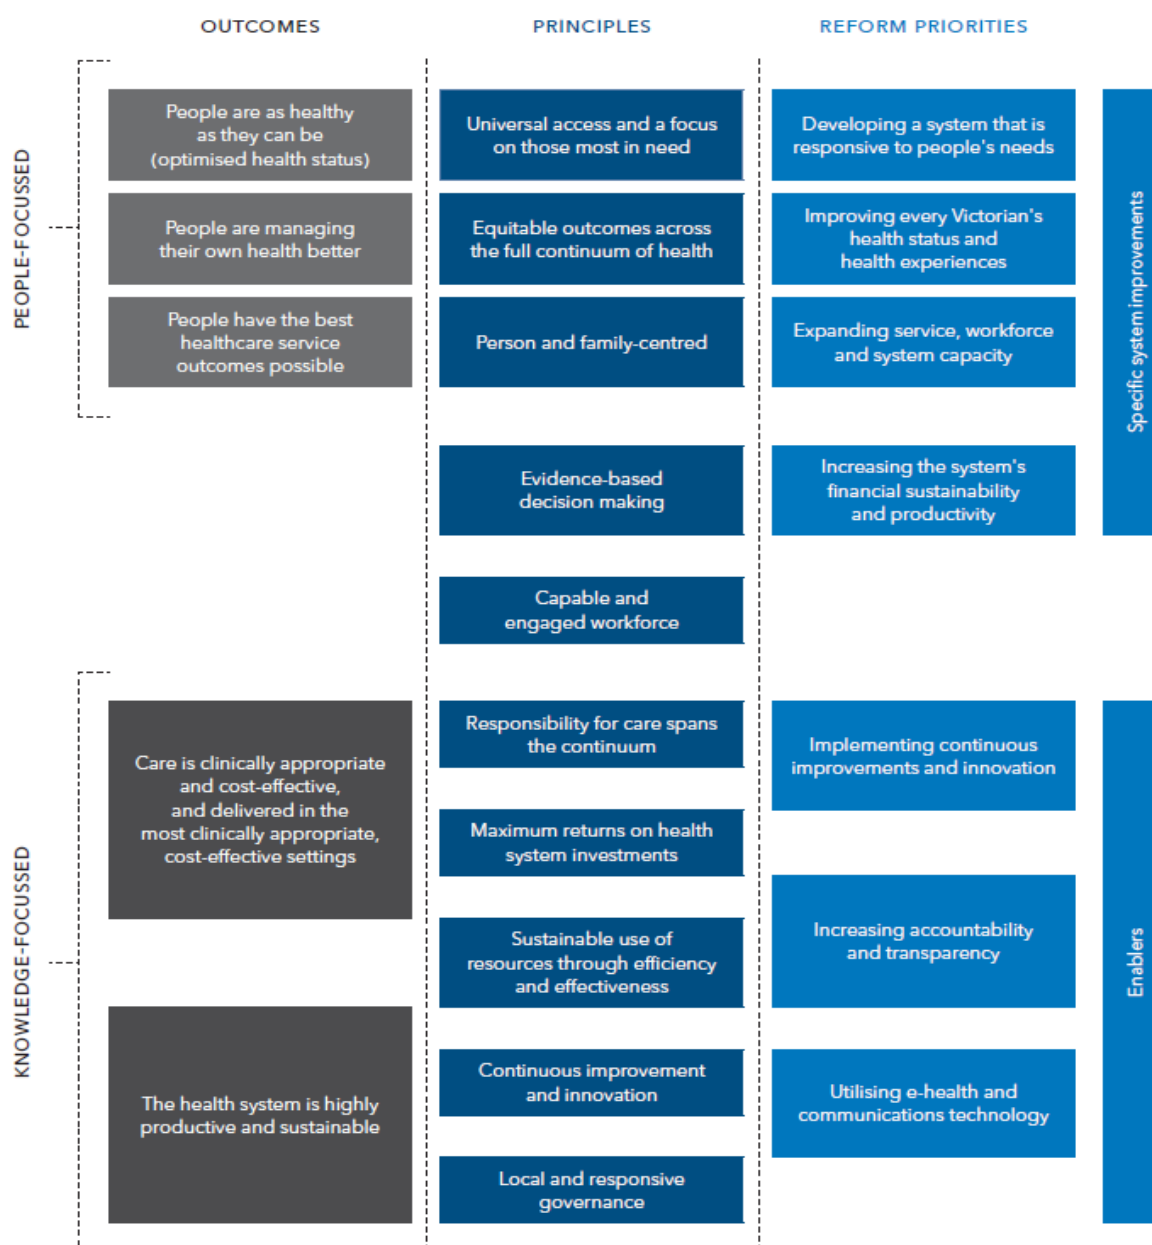 OUTCOMES
PRINCIPLES
REFORM PRIORITIES
PEOPLE-FOCUSSED
People are as healthy
as they can be
(optimised health status)
People are managing
their own health better
People have the best
healthcare service
outcomes possible
Universal access and a focus
on those most in need
Equitable outcomes across
the full continuum of health
Person and family-centred
Evidence-based
decision making
Capable and
engaged workforce
Developing a system that is
responsive to people's needs
Improving every Victorian's
health status and
health experiences
Expanding service, workforce
and system capacity
Increasing the system's
financial sustainability
and productivity
Specific system improvements
KNOWLEDGE-FOCUSSED
Care is clinically appropriate
and cost-effective,
and delivered in the
most clinically appropriate,
cost-effective settings
The health system is highly
productive and sustainable
Responsibility for care spans
the continuum
Maximum returns on health
system investments
Sustainable use of
resources through efficiency
and effectiveness
Continuous improvement
and innovation
Local and responsive
governance
Implementing continuous
improvements and innovation
Increasing accountability
and transparency
Utilising e-health and
communications technology
Enablers